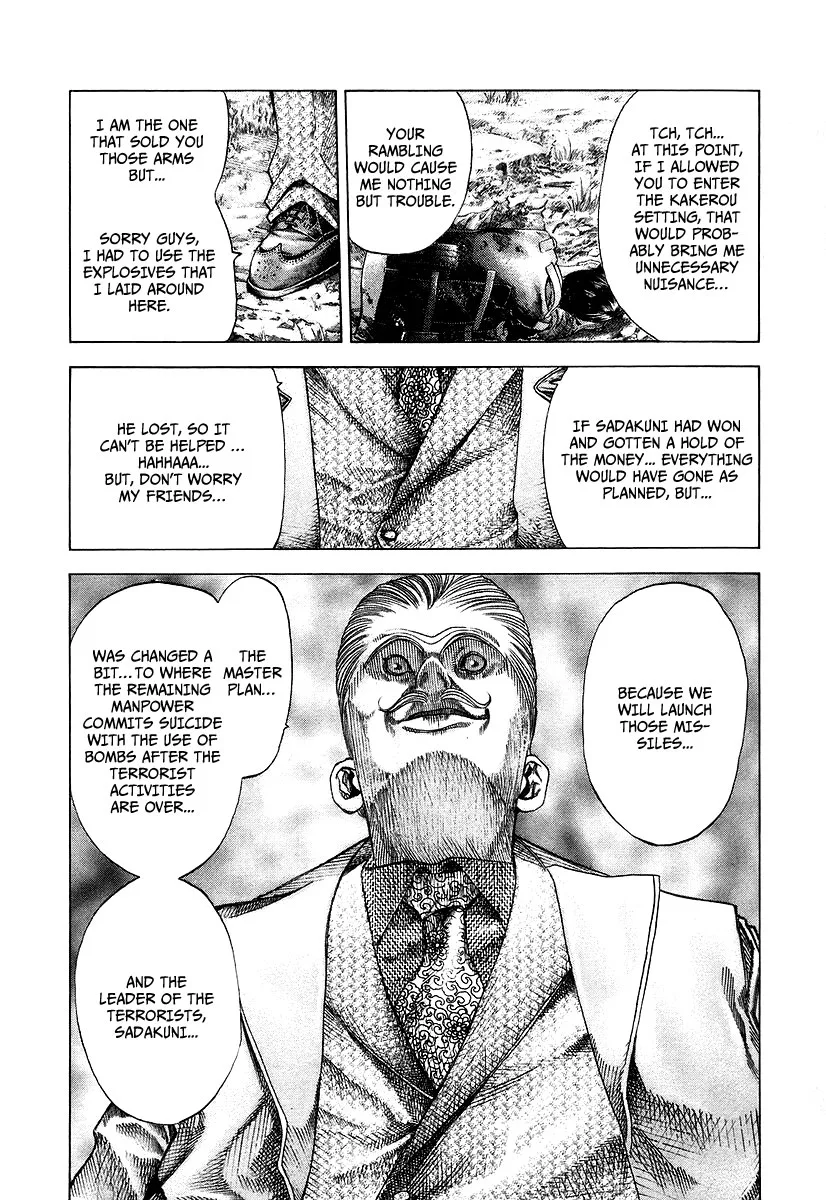 TCH, TCH...
AT THIS POINT,
IF I ALLOWED
YOU TO ENTER
THE KAKEROU
SETTING, THAT
WOULD PROB-
ABLY BRING ME
UNNECESSARY
NUISANCE...
YOUR
RAMBLING
WOULD CAUSE
ME NOTHING
BUT TROUBLE.
I AM THE ONE
THAT SOLD YOU
THOSE ARMS
BUT...
SORRY GUYS,
I HAD TO USE THE
EXPLOSIVES THAT
I LAID AROUND
HERE.
IF SADAKUNI HAD WON
AND GOTTEN A HOLD OF
THE MONEY... EVERYTHING
WOULD HAVE GONE AS
PLANNED, BUT...
HE LOST, SO IT
CAN'T BE HELPED ...
HAHHAAA...
BUT, DON'T WORRY
MY FRIENDS...
BECAUSE WE
WILL LAUNCH
THOSE MIS-
SILES...
THE
MASTER
PLAN...
WAS CHANGED A
BIT...TO WHERE
THE REMAINING
MANPOWER
COMMITS SUICIDE
WITH THE USE OF
BOMBS AFTER THE
TERRORIST
ACTIVITIES
ARE OVER...
AND THE
LEADER OF THE
TERRORISTS,
SADAKUNI...